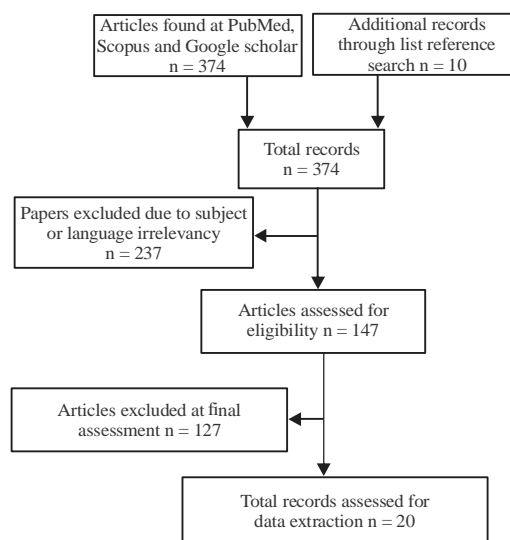 Articles found at PubMed,
Scopus and Google scholar
n = 374
Additional records
through list reference
search n = 10
Total records
n = 374
Papers excluded due to subject
or language irrelevancy
n = 237
Articles assessed for
eligibility n = 147
Articles excluded at final
assessment n = 127
Total records assessed for
data extraction n = 20